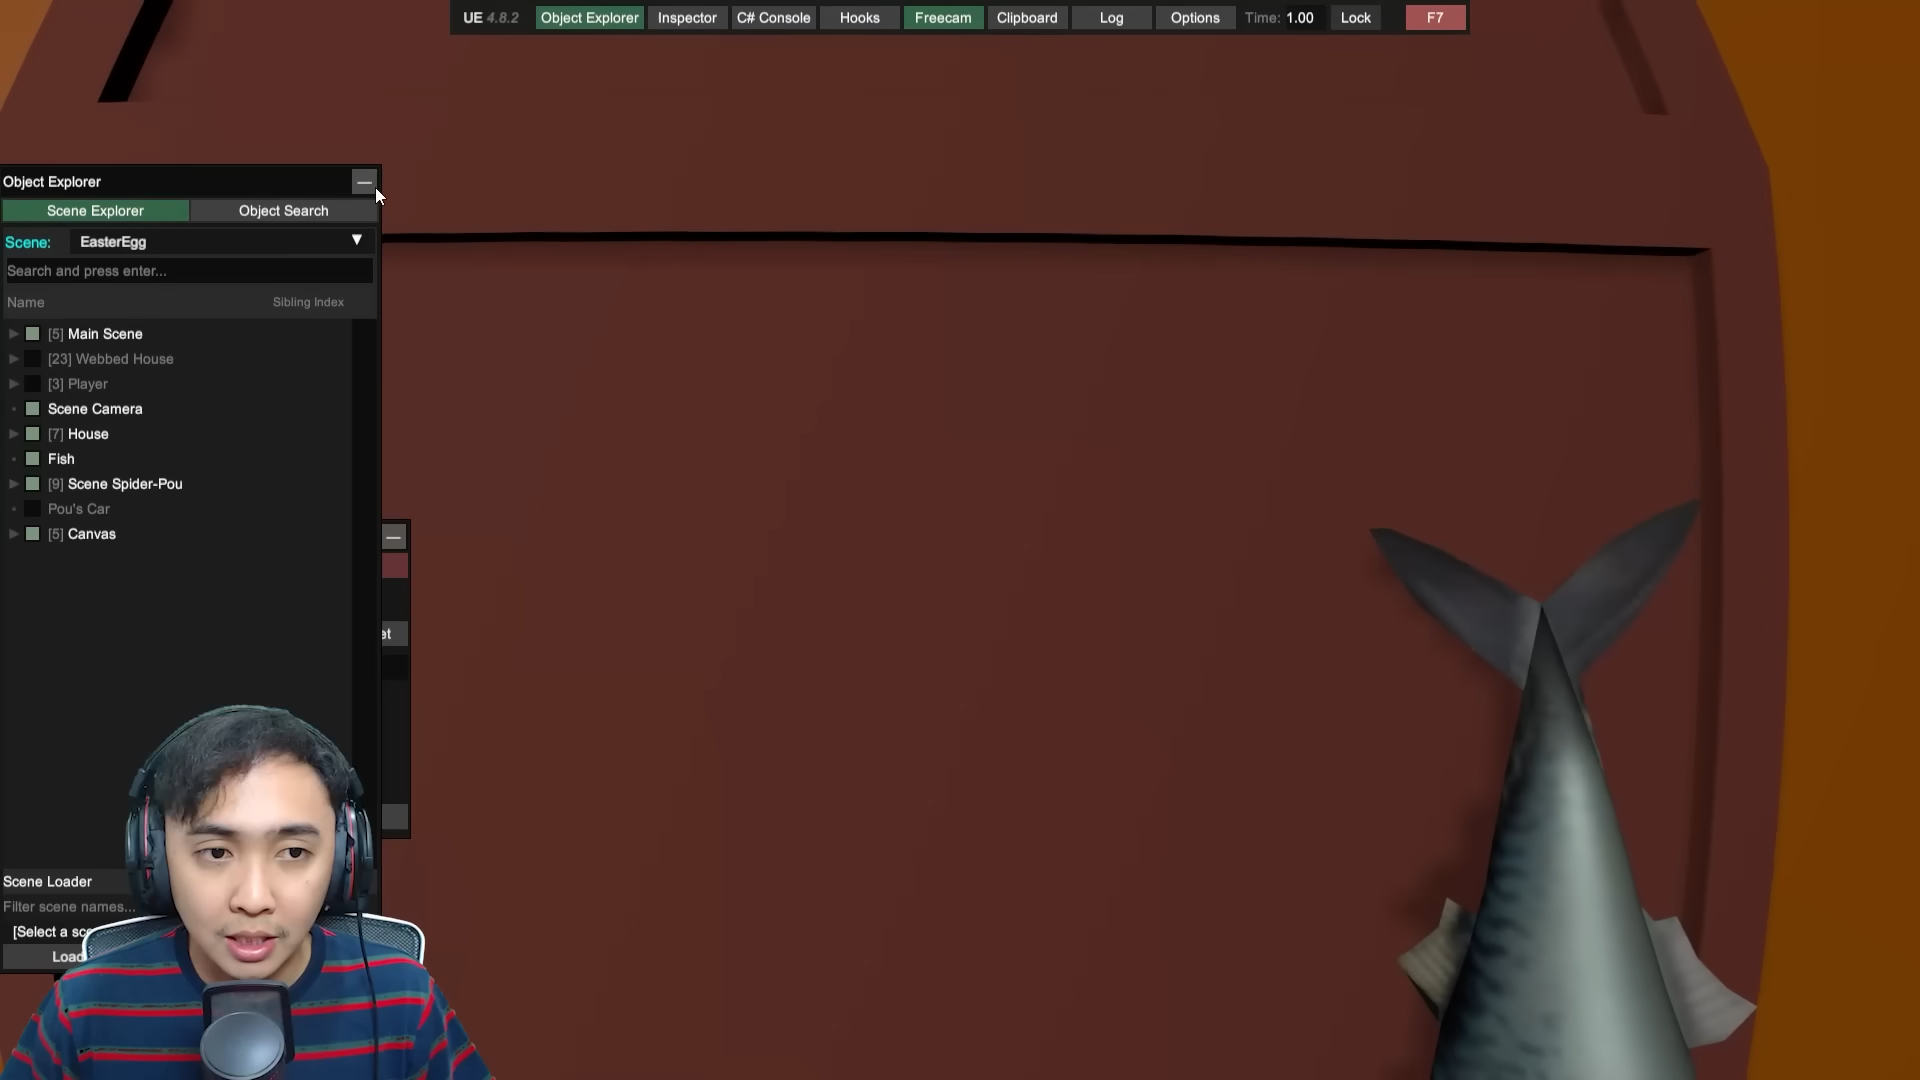 UE 4.8.2 Object Explorer Inspector C# Console Hooks Freecam Clipboard Log Options Time: 1.00 Lock F7
Object Explorer
Scene Explorer Object Search
Scene: EasterEgg
Search and press enter...
Name Sibling Index
[5] Main Scene
[23] Webbed House
[3] Player
Scene Camera
[7] House
Fish
[9] Scene Spider-Pou
Pou's Car
[5] Canvas
Scene Loader
Filter scene names...
[Select a